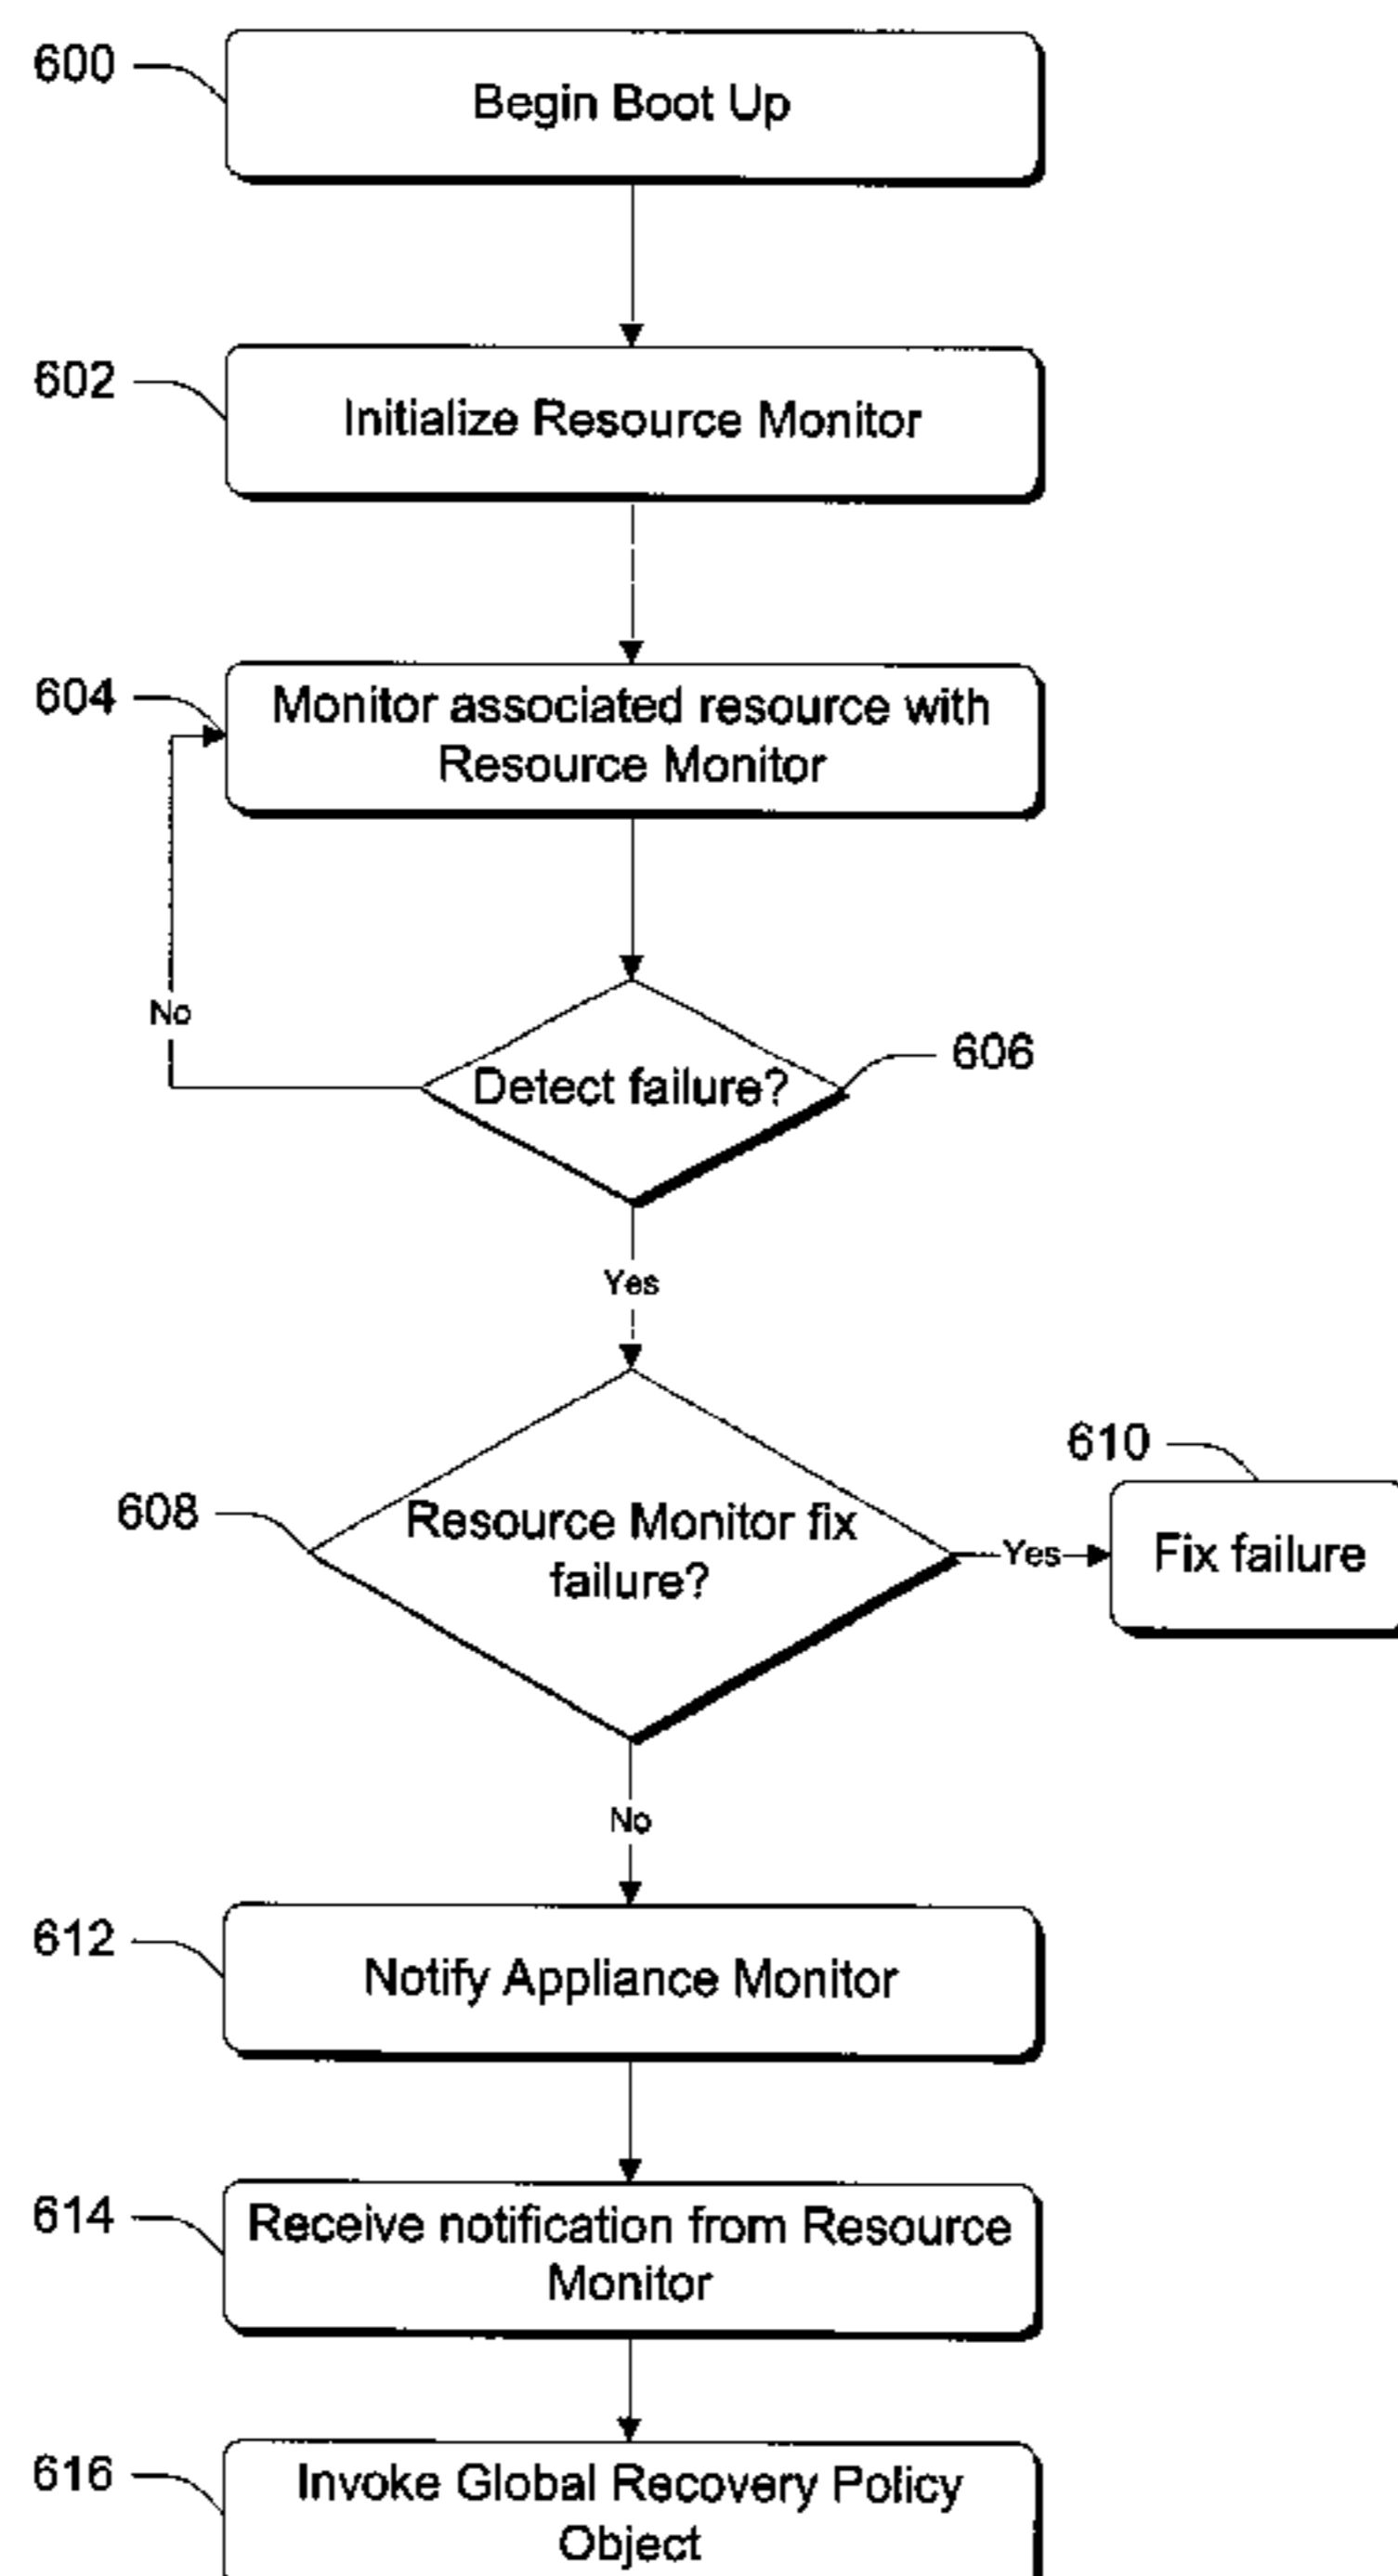 600
Begin Boot Up
602
Initialize Resource Monitor
604
Monitor associated resource with
Resource Monitor
No
Detect failure?
606
Yes
610
608
Resource Monitor fix
failure?
Yes
Fix failure
No
612
Notify Appliance Monitor
614
Receive notification from Resource
Monitor
616
Invoke Global Recovery Policy
Object